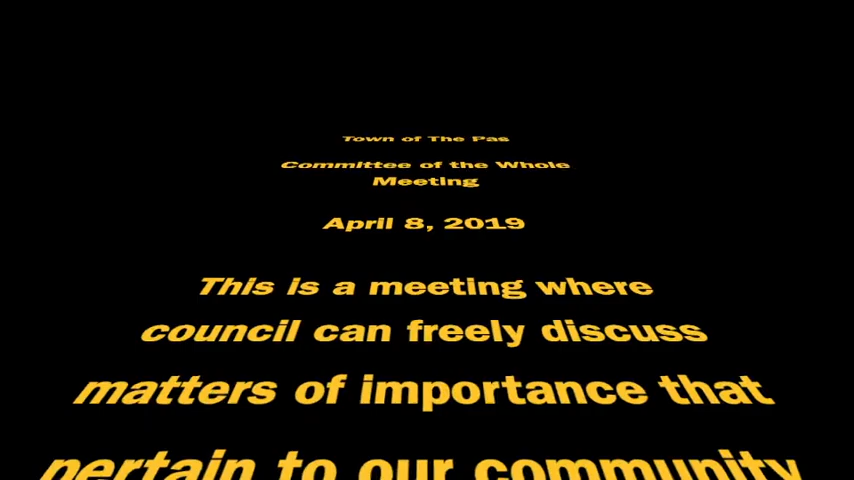 Town of The Pas
Committee of the Whole
Meeting
April 8, 2019
This is a meeting where
council can freely discuss
matters of importance that
pertain to our community